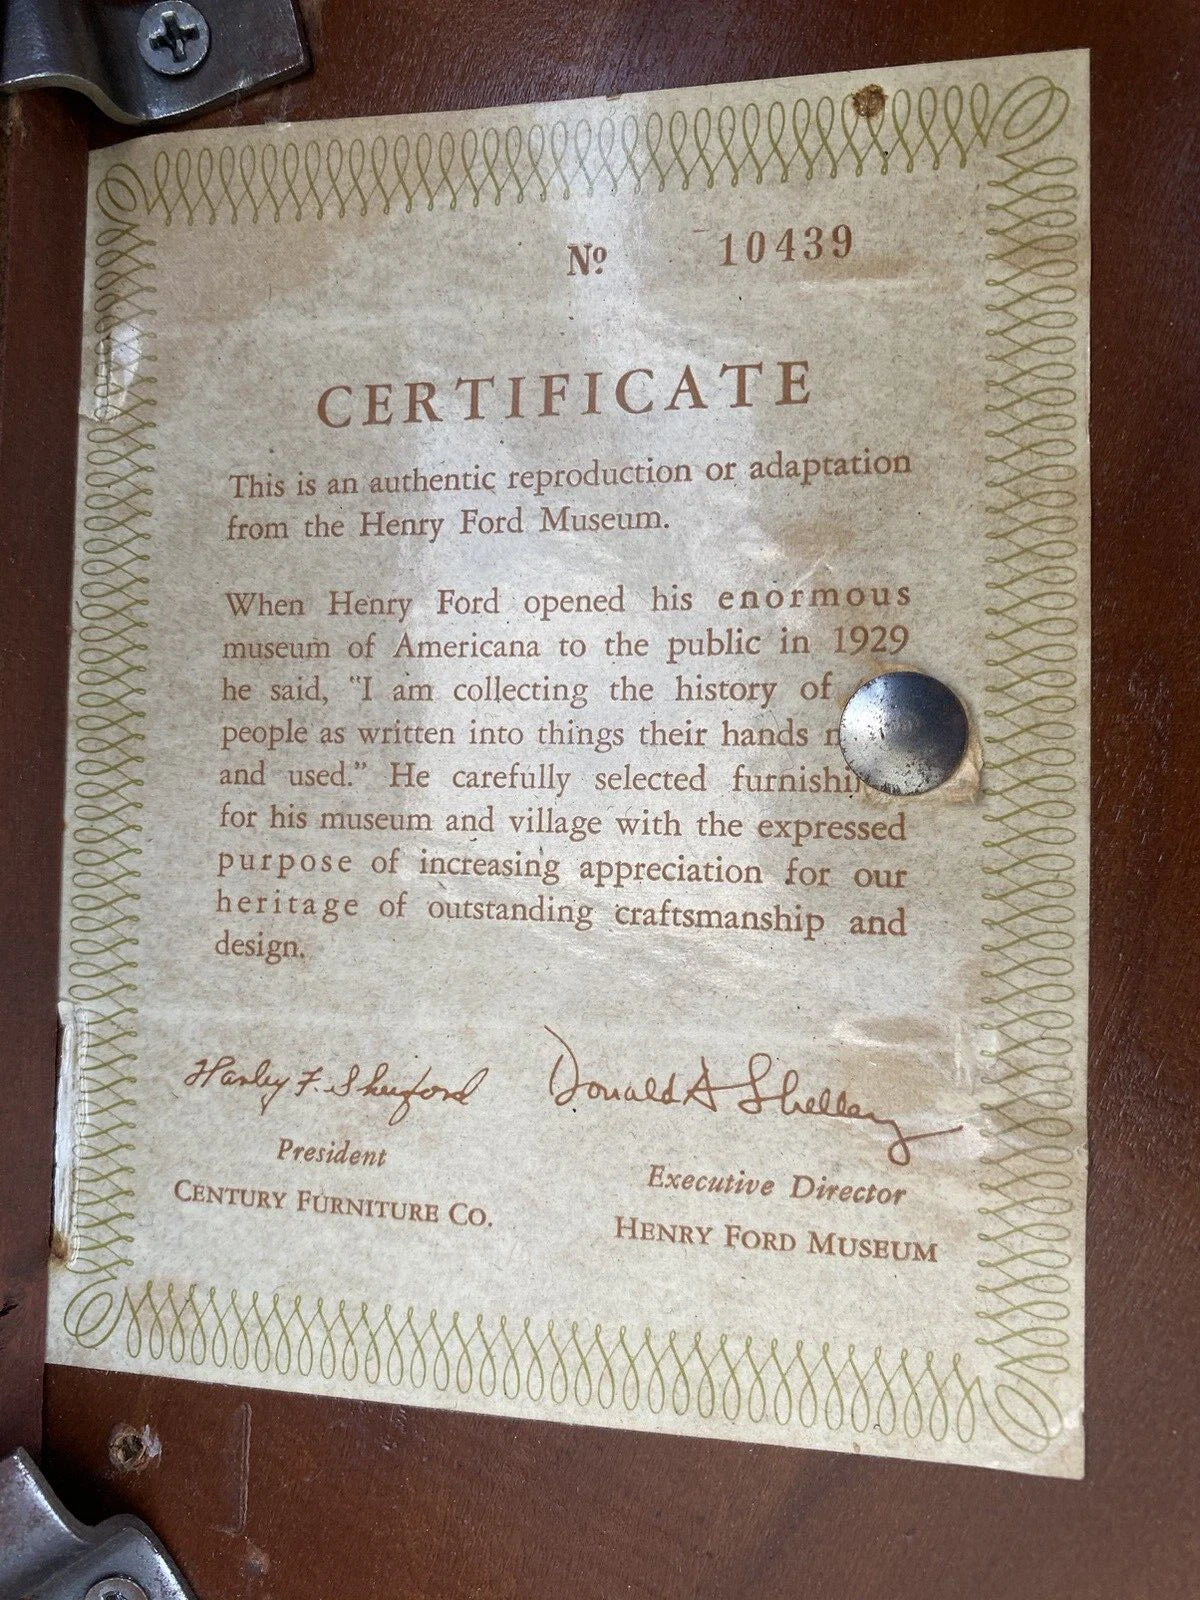 Nº 10439
CERTIFICATE
This is an authentic reproduction or adaptation
from the Henry Ford Museum.
When Henry Ford opened his enormous
museum of Americana to the public in 1929
he said, "I am collecting the history of
people as written into things their hands
and used." He carefully selected
for his museum and village with the expressed
purpose of increasing appreciation for our
heritage of outstanding craftsmanship and
design.
Harley F. Shuford
Donald A Shelley
President
CENTURY FURNITURE CO.
Executive Director
HENRY FORD MUSEUM